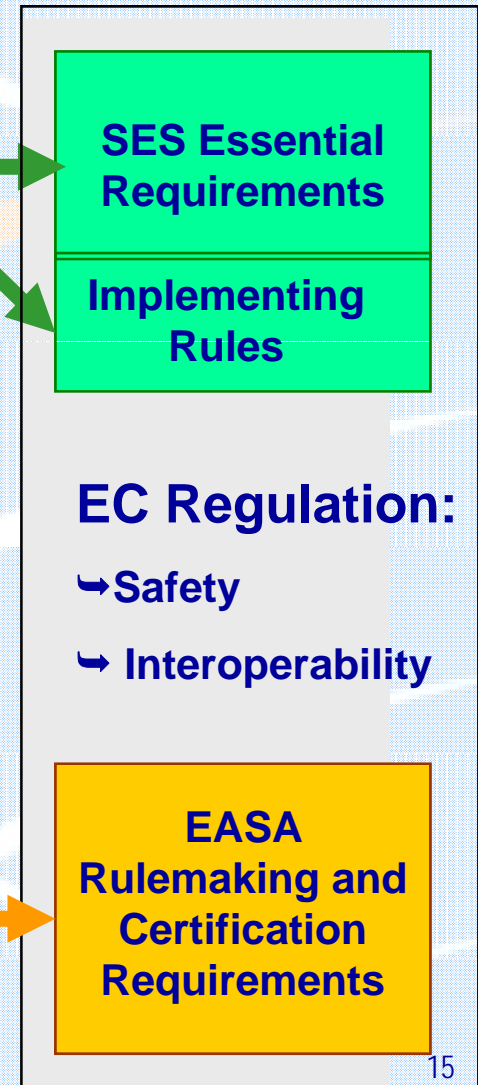 SES Essential
Requirements
Implementing
Rules
EC Regulation:
➥Safety
➥ Interoperability
EASA
Rulemaking and
Certification
Requirements
15